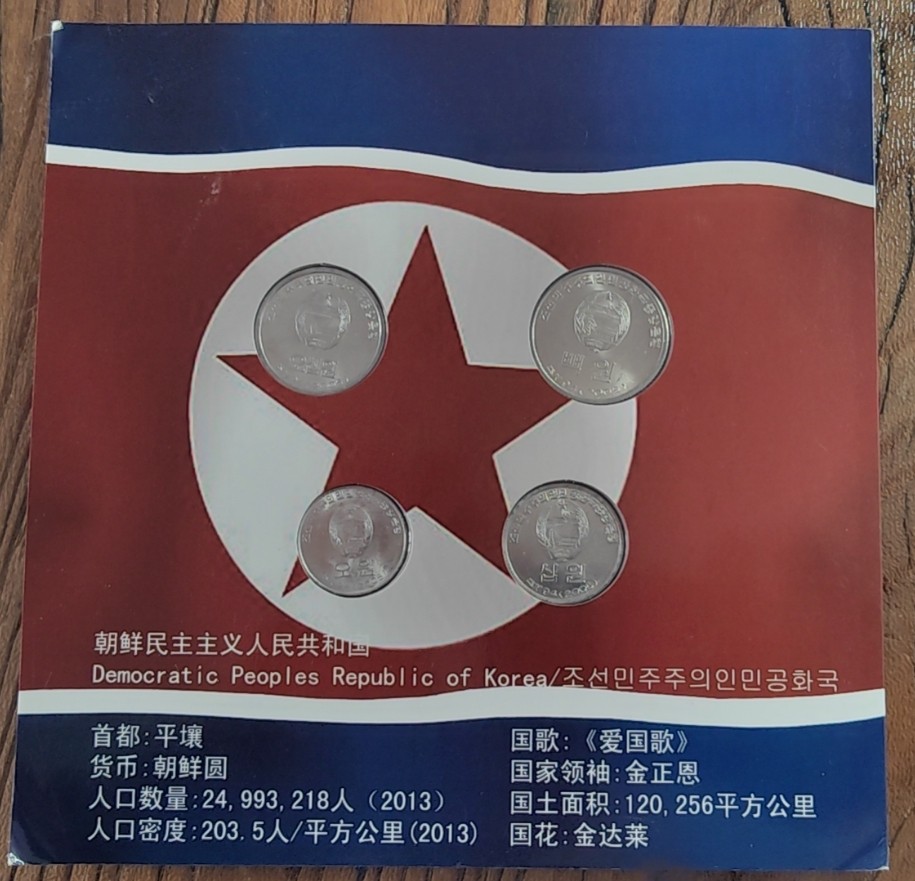 朝鲜民主主义人民共和国
Democratic Peoples Republic of Korea/조선민주주의인민공화국
首都:平壤
货币:朝鲜圆
人口数量:24,993,218人（2013）
人口密度:203.5人/平方公里(2013)
国歌:《爱国歌》
国家领袖:金正恩
国土面积:120,256平方公里
国花:金达莱